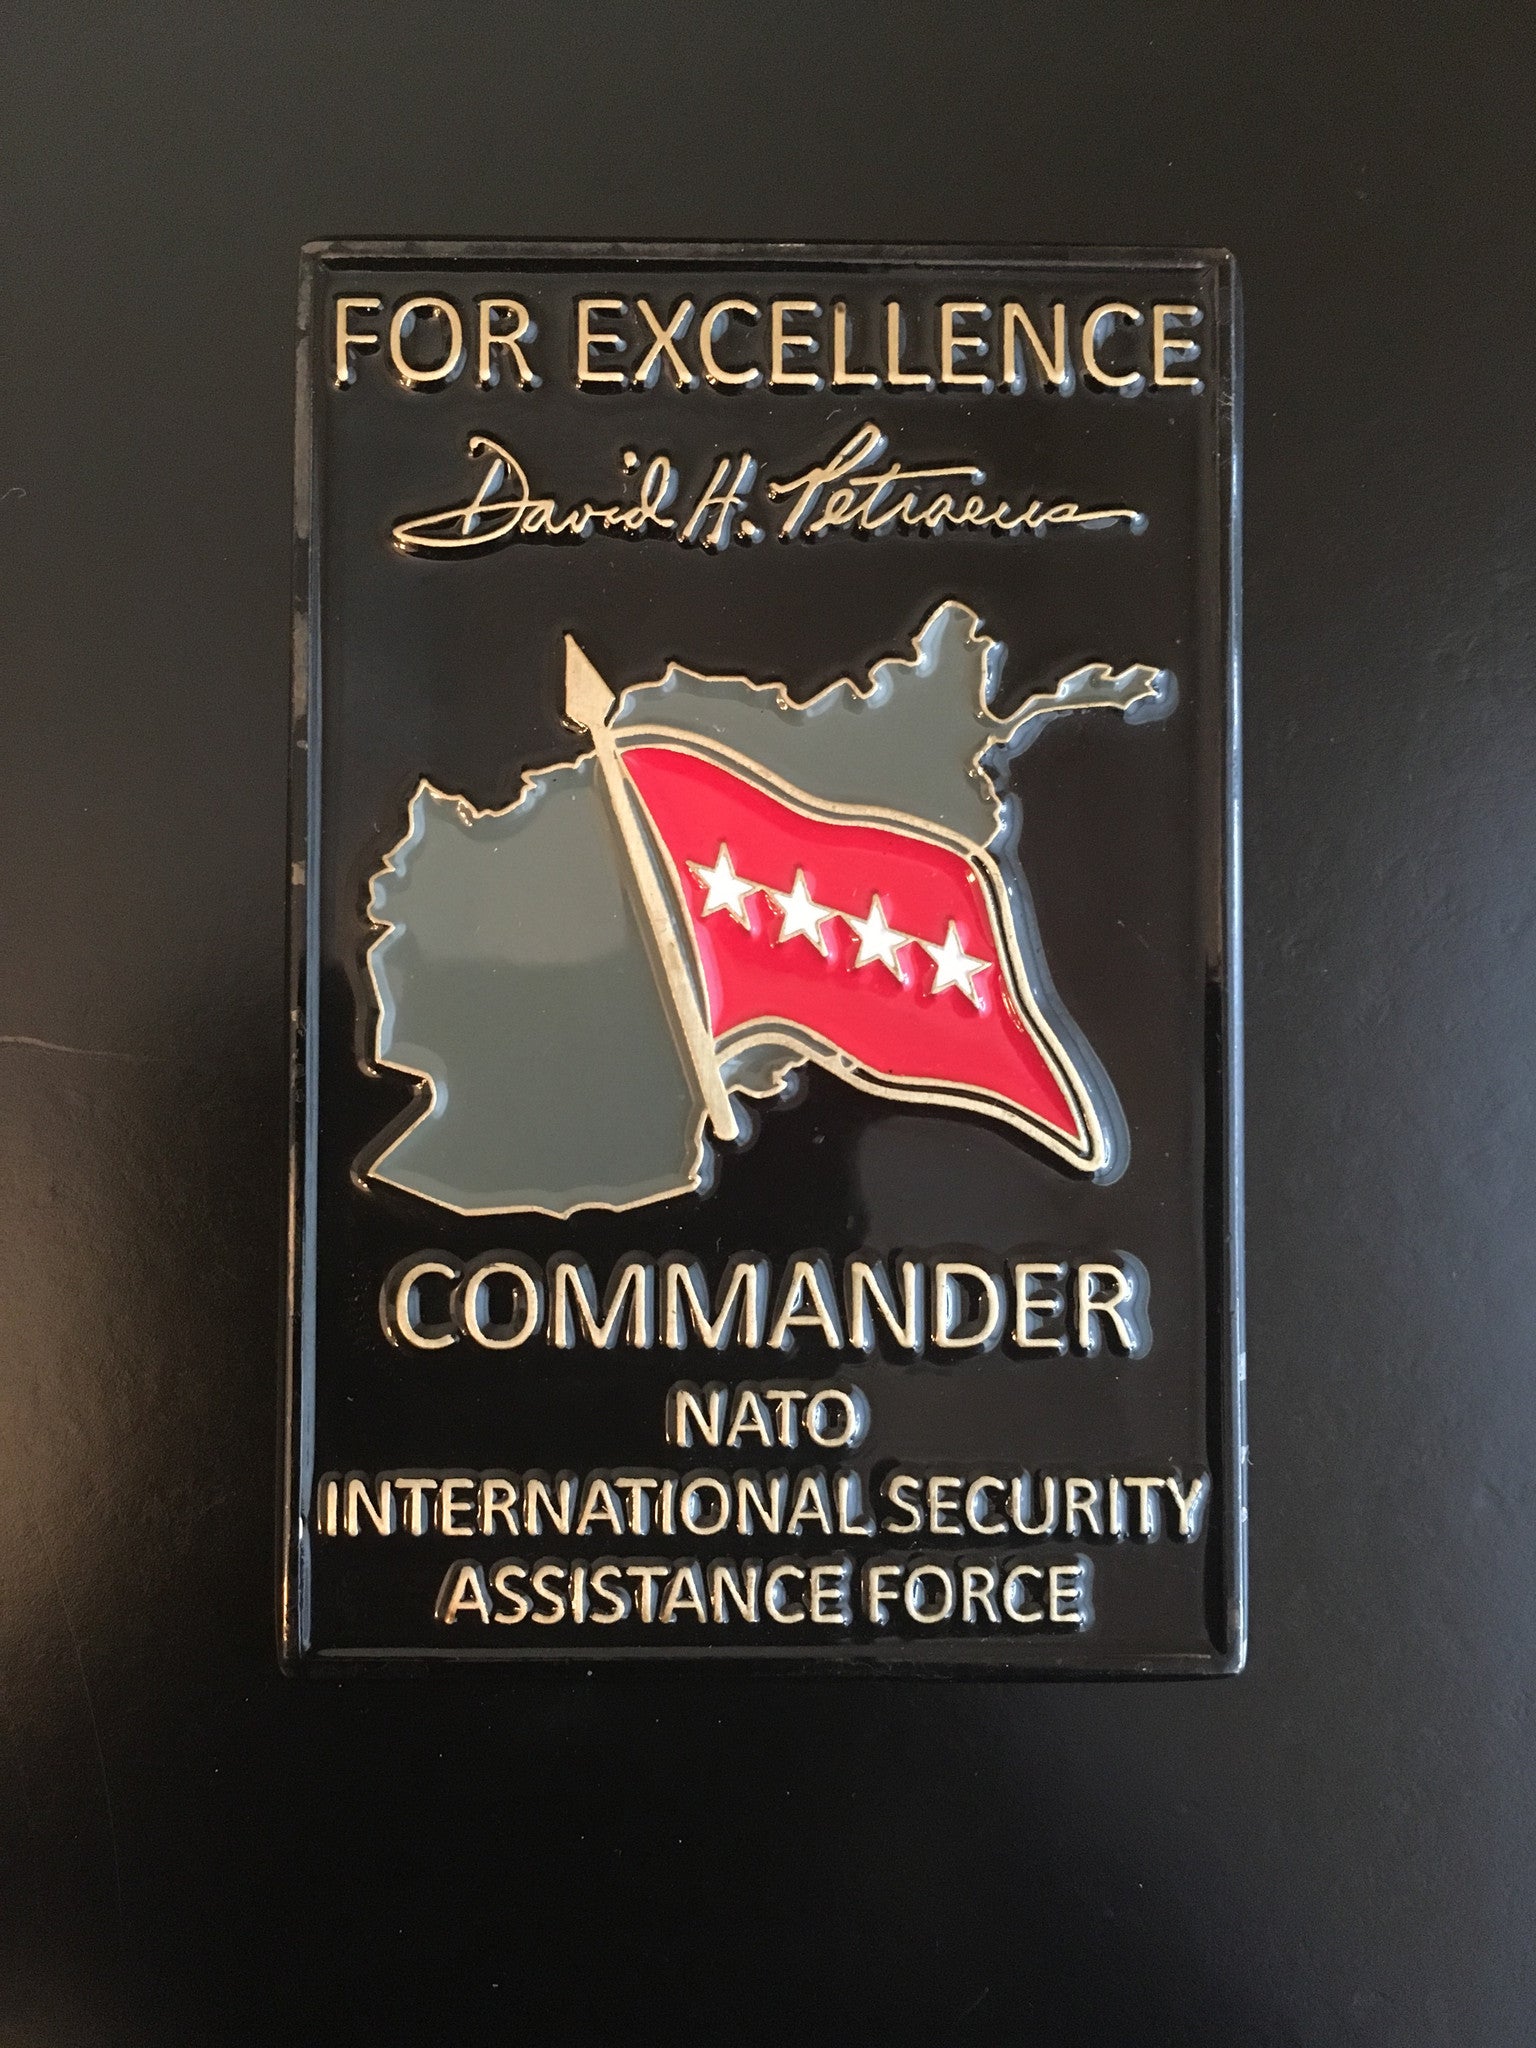 FOR EXCELLENCE
David H. Petraeus
COMMANDER
NATO
INTERNATIONAL SECURITY
ASSISTANCE FORCE